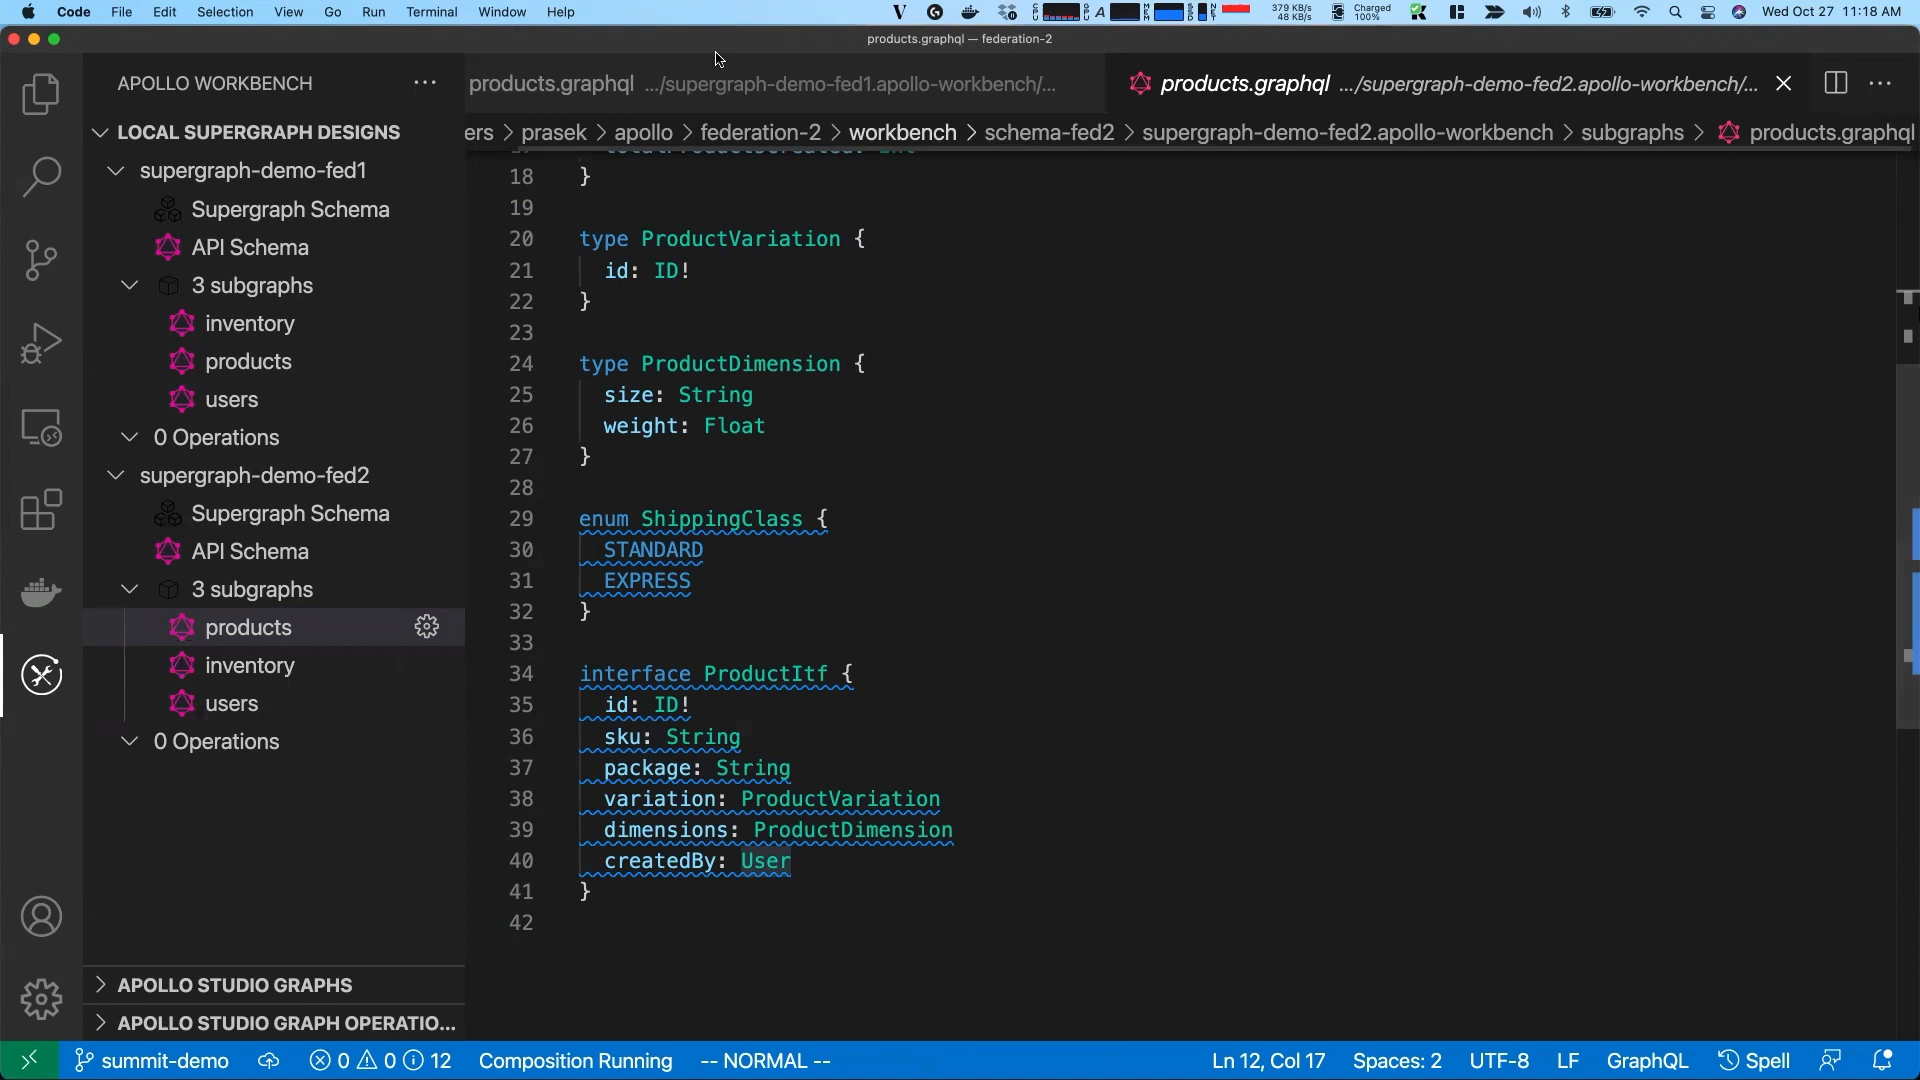 Code File Edit Selection View Go Run Terminal Window Help
379 KB/s
48 KB/s
Charged
100%
Wed Oct 27 11:18 AM
products.graphql — federation-2
APOLLO WORKBENCH
products.graphql .../supergraph-demo-fed1.apollo-workbench/...
products.graphql .../supergraph-demo-fed2.apollo-workbench/...
ers > prasek > apollo > federation-2 > workbench > schema-fed2 > supergraph-demo-fed2.apollo-workbench > subgraphs > products.graphql
LOCAL SUPERGRAPH DESIGNS
supergraph-demo-fed1
Supergraph Schema
API Schema
3 subgraphs
inventory
products
users
0 Operations
supergraph-demo-fed2
Supergraph Schema
API Schema
3 subgraphs
products
inventory
users
0 Operations
APOLLO STUDIO GRAPHS
APOLLO STUDIO GRAPH OPERATIO...
18 }
19
20 type ProductVariation {
21 id: ID!
22 }
23
24 type ProductDimension {
25 size: String
26 weight: Float
27 }
28
29 enum ShippingClass {
30 STANDARD
31 EXPRESS
32 }
33
34 interface ProductItf {
35 id: ID!
36 sku: String
37 package: String
38 variation: ProductVariation
39 dimensions: ProductDimension
40 createdBy: User
41 }
42
summit-demo 0 0 12 Composition Running -- NORMAL -- Ln 12, Col 17 Spaces: 2 UTF-8 LF GraphQL Spell